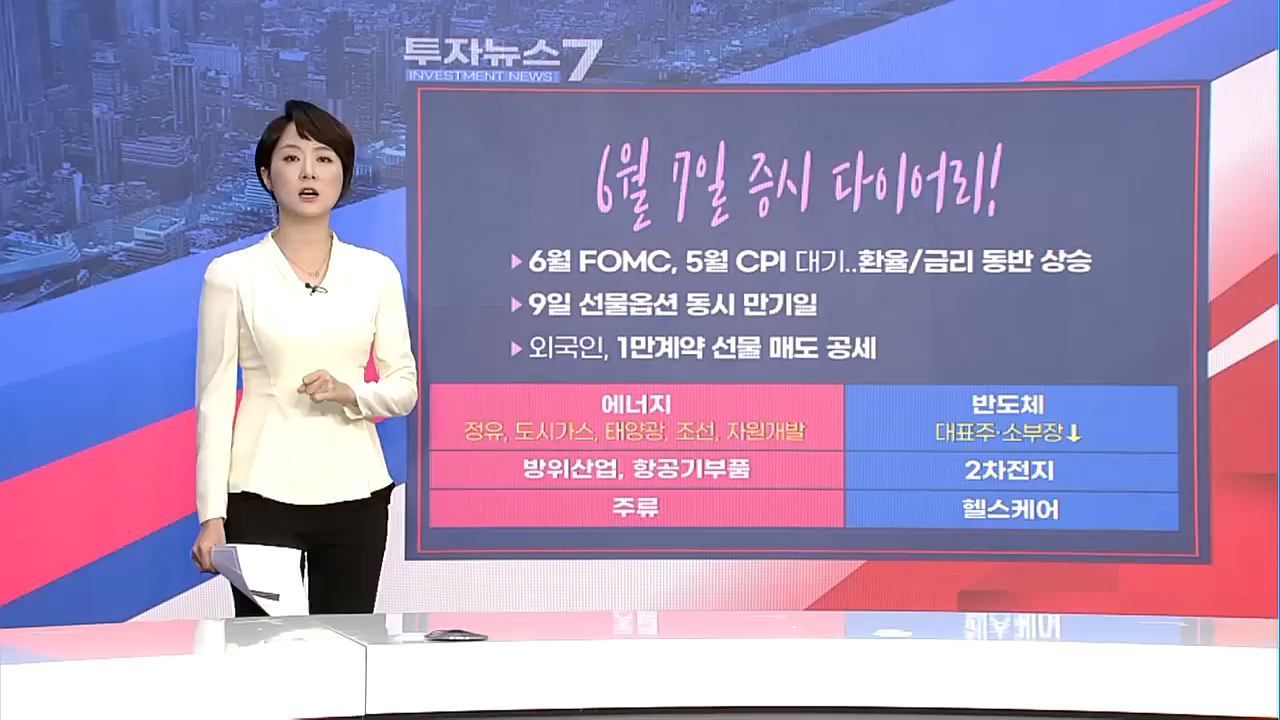 투자뉴스7
INVESTMENT NEWS
6월 7일 증시 다이어리!
▶ 6월 FOMC, 5월 CPI 대기..환율/금리 동반 상승
▶ 9일 선물옵션 동시 만기일
▶ 외국인, 1만계약 선물 매도 공세
에너지 반도체
정유, 도시가스, 태양광, 조선, 자원개발 대표주·소부장⬇
방위산업, 항공기부품 2차전지
주류 헬스케어